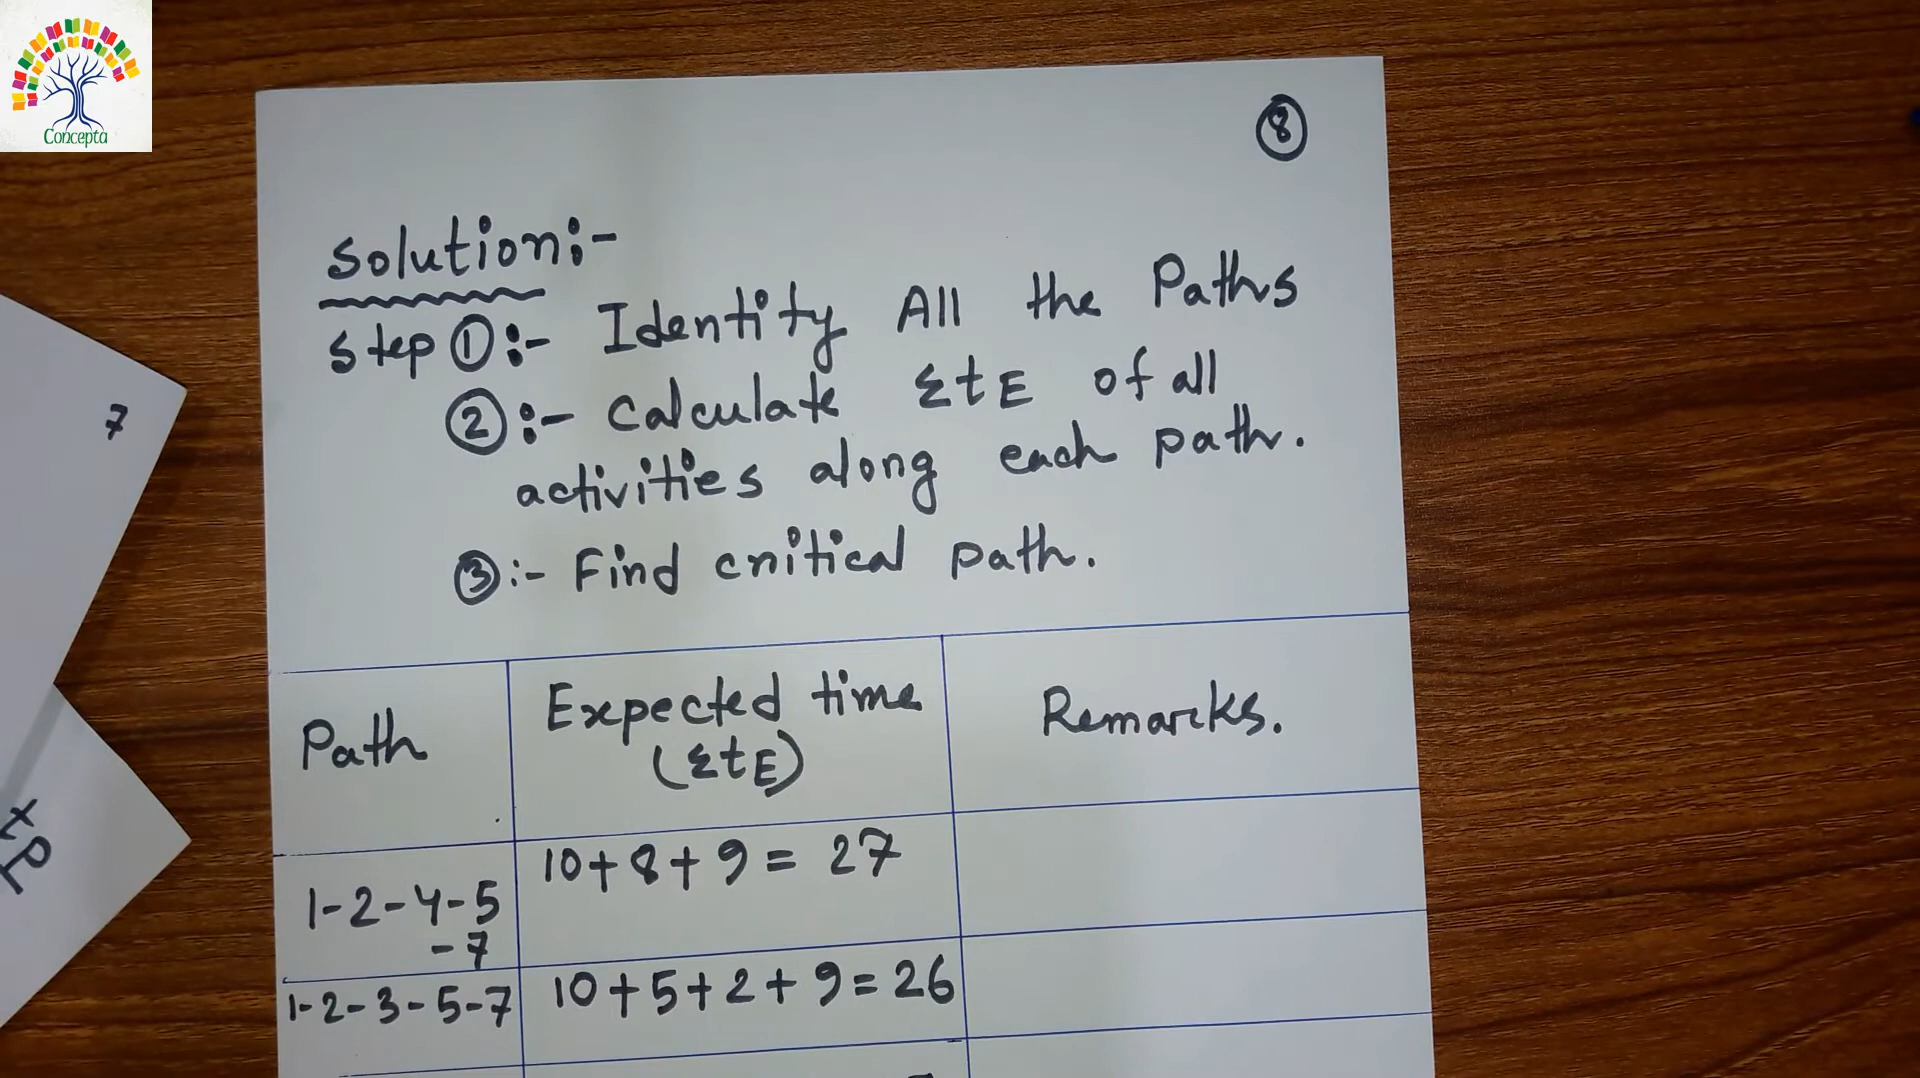 Concepta
8
Solution:-
Step 1:- Identity All the Paths
2:- Calculate ΣtE of all
activities along each path.
3:- Find critical path.
Path
Expected time
(ΣtE)
Remarks.
1-2-4-5
-7
10+8+9= 27
1-2-3-5-7
10+5+2+9=26
7
tP